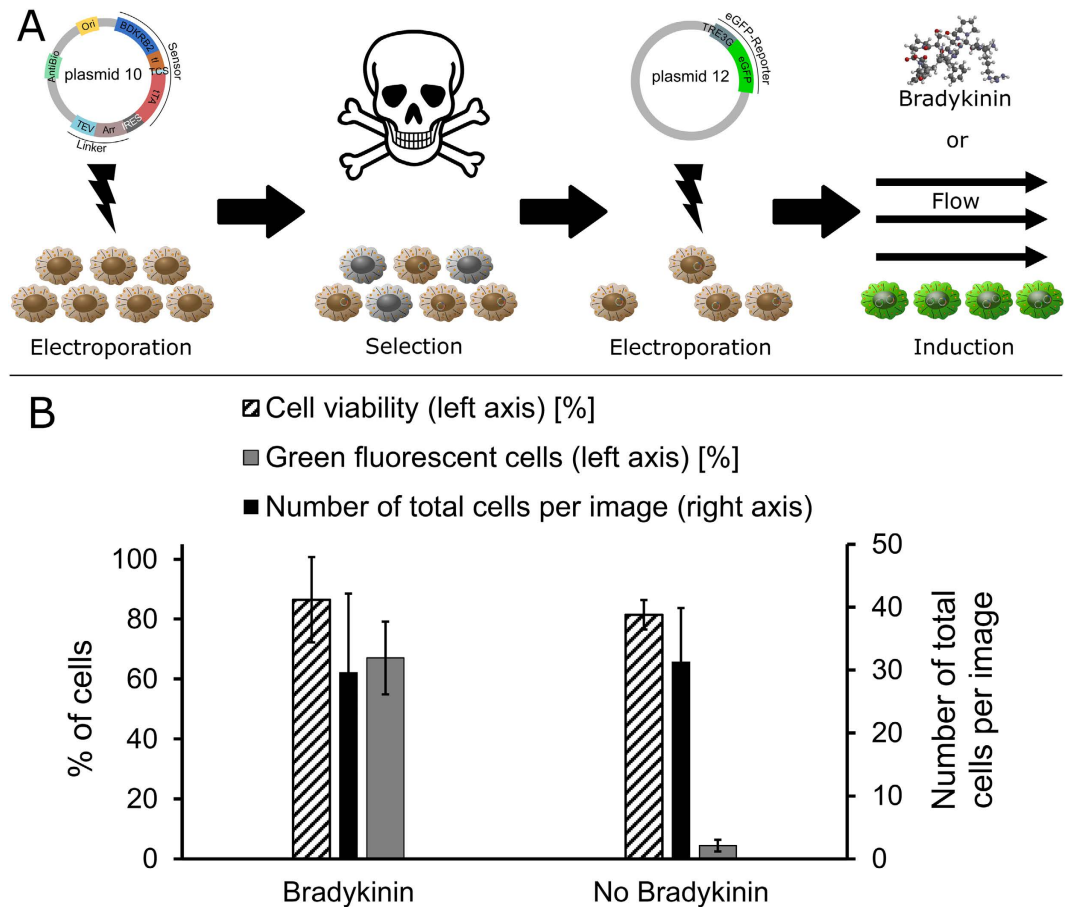 A
Ori
BDKRB2
tf
TCS
tTA
IRES
Arr
TEV
AntiBio
Sensor
Linker
plasmid 10
plasmid 12
TRE3G
eGFP
eGFP-Reporter
Bradykinin
or
Flow
Electroporation
Selection
Electroporation
Induction
B
Cell viability (left axis) [%]
Green fluorescent cells (left axis) [%]
Number of total cells per image (right axis)
100
80
60
40
20
0
% of cells
50
40
30
20
10
0
Number of total
cells per image
Bradykinin
No Bradykinin